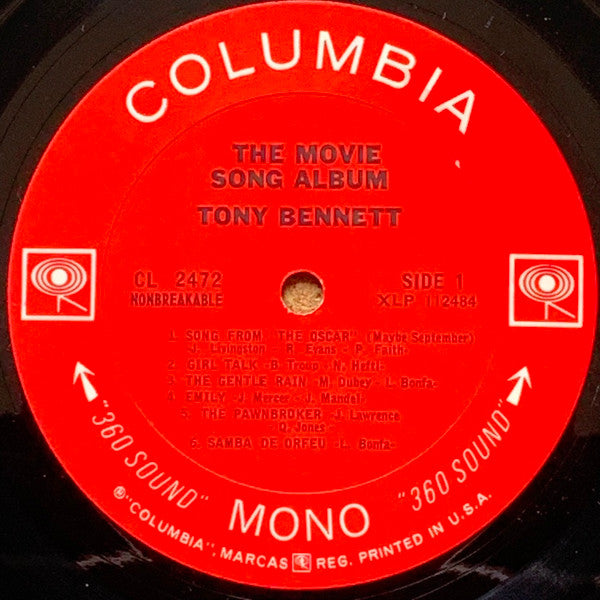 COLUMBIA
THE MOVIE
SONG ALBUM
TONY BENNETT
CL 2472
NONBREAKABLE
SIDE 1
XLP 112484
1. SONG FROM "THE OSCAR" (Maybe September)
J. Livingston - R. Evans - P. Faith-
2. GIRL TALK -B. Troup -N. Hefti-
3. THE GENTLE RAIN -M. Dubey -L. Bonfa-
4. EMILY -J. Mercer -J. Mandel-
5. THE PAWNBROKER -J. Lawrence
Q. Jones-
6. SAMBA DE ORFEU -L. Bonfa-
"360 SOUND" MONO "360 SOUND"
®"COLUMBIA", MARCAS REG. PRINTED IN U.S.A.